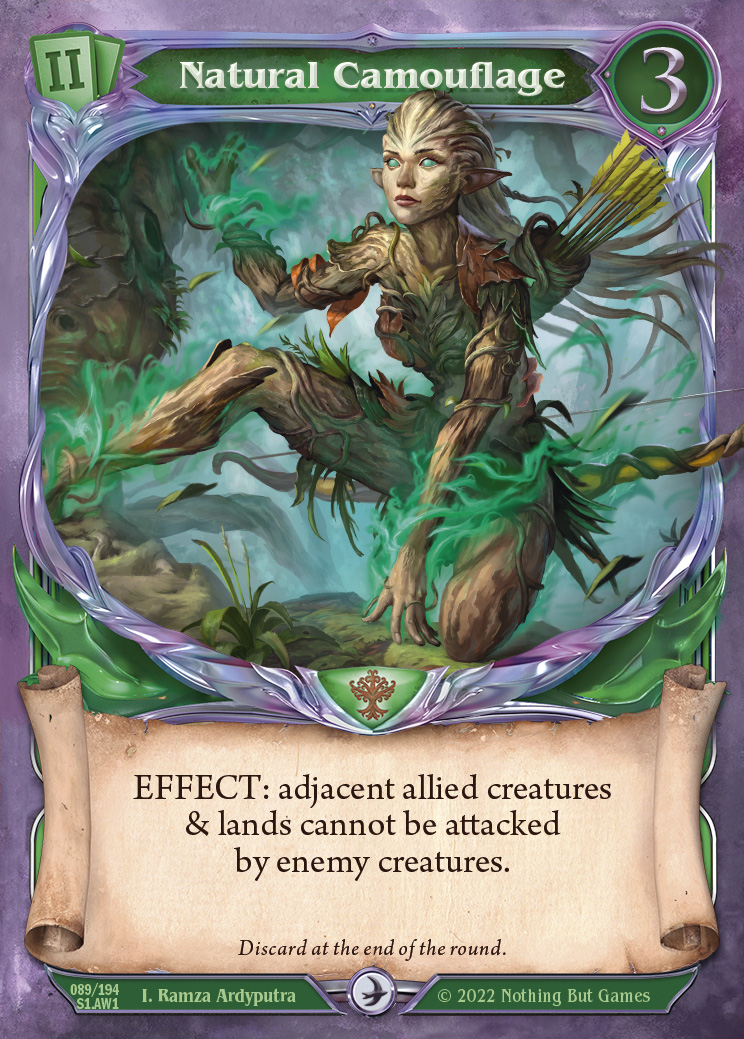 II
Natural Camouflage
3
EFFECT: adjacent allied creatures
& lands cannot be attacked
by enemy creatures.
Discard at the end of the round.
089/194
S1.AW1
I. Ramza Ardyputra
© 2022 Nothing But Games